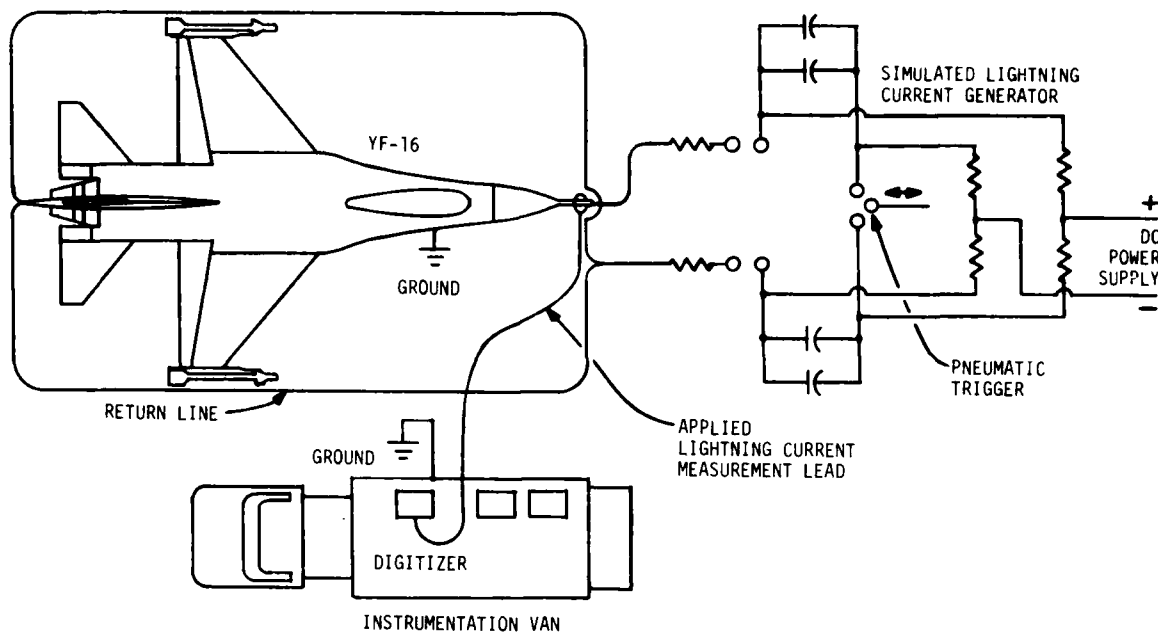 SIMULATED LIGHTNING
CURRENT GENERATOR
YF-16
+
DC
POWER
SUPPLY
−
GROUND
PNEUMATIC
TRIGGER
RETURN LINE
APPLIED
LIGHTNING CURRENT
MEASUREMENT LEAD
GROUND
DIGITIZER
INSTRUMENTATION VAN